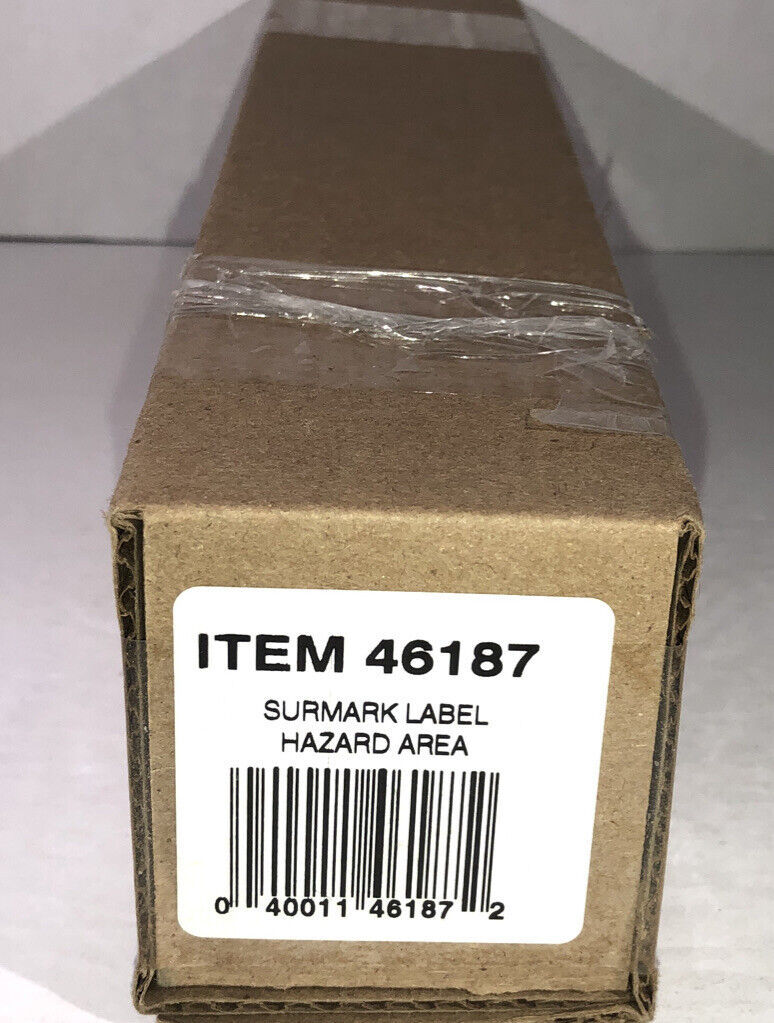 ITEM 46187
SURMARK LABEL
HAZARD AREA
0 40011 46187 2